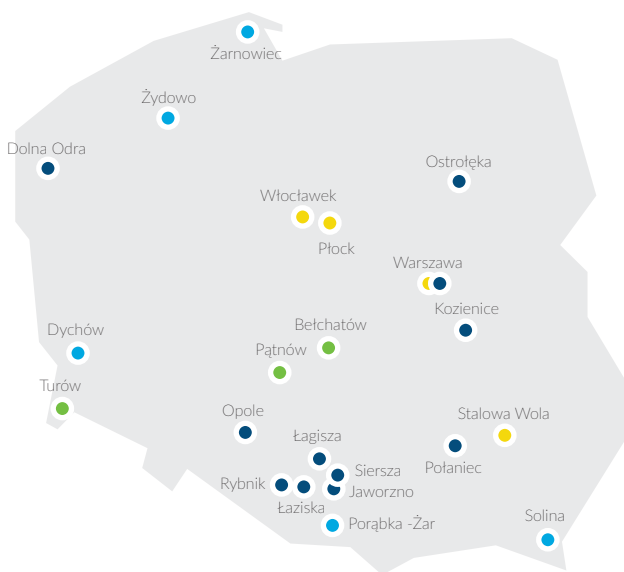 Żarnowiec
Żydowo
Dolna Odra
Ostrołęka
Włocławek
Płock
Warszawa
Kozienice
Bełchatów
Dychów
Pątnów
Turów
Opole
Stalowa Wola
Łagisza
Połaniec
Siersza
Rybnik
Jaworzno
Łaziska
Solina
Porąbka -Żar